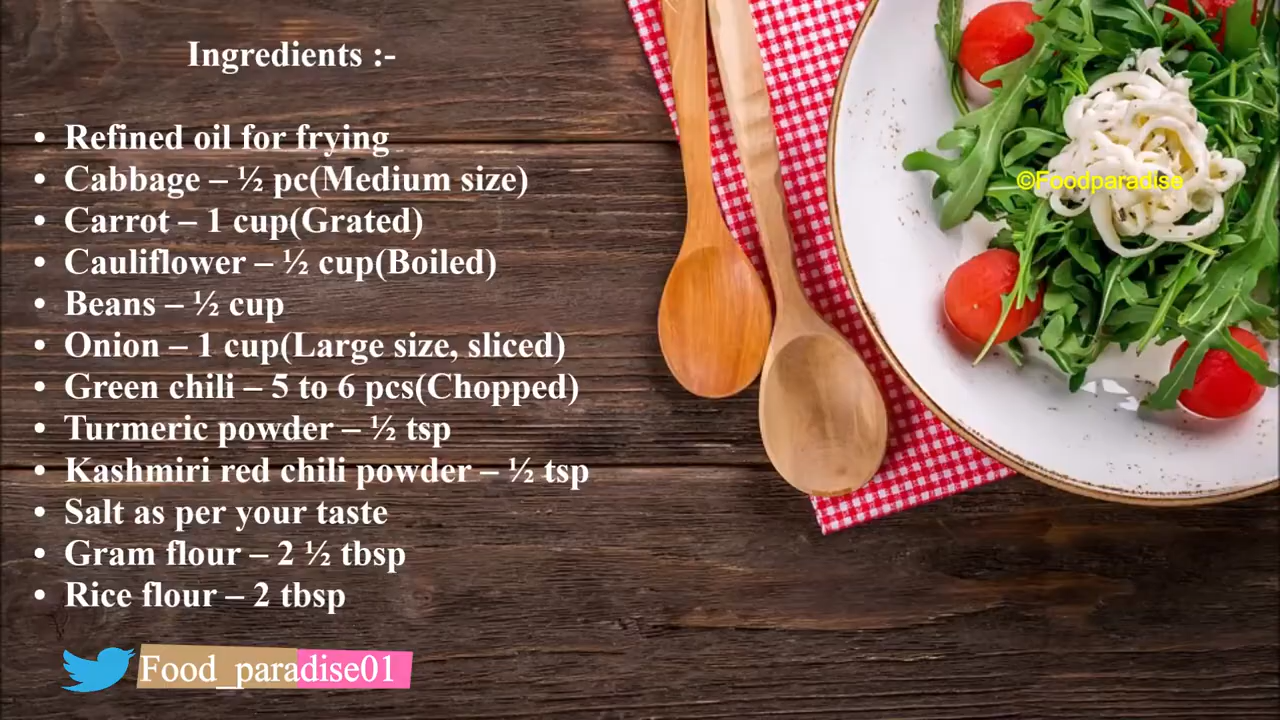 Ingredients :-
• Refined oil for frying
• Cabbage – ½ pc(Medium size)
• Carrot – 1 cup(Grated)
• Cauliflower – ½ cup(Boiled)
• Beans – ½ cup
• Onion – 1 cup(Large size, sliced)
• Green chili – 5 to 6 pcs(Chopped)
• Turmeric powder – ½ tsp
• Kashmiri red chili powder – ½ tsp
• Salt as per your taste
• Gram flour – 2 ½ tbsp
• Rice flour – 2 tbsp
©Foodparadise
Food_paradise01